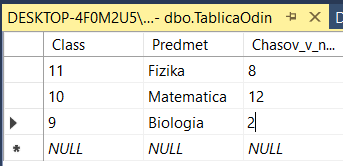 DESKTOP-4F0M2U5\...- dbo.TablicaOdin
Class Predmet Chasov_v_n...
11 Fizika 8
10 Matematica 12
9 Biologia 2
NULL NULL NULL